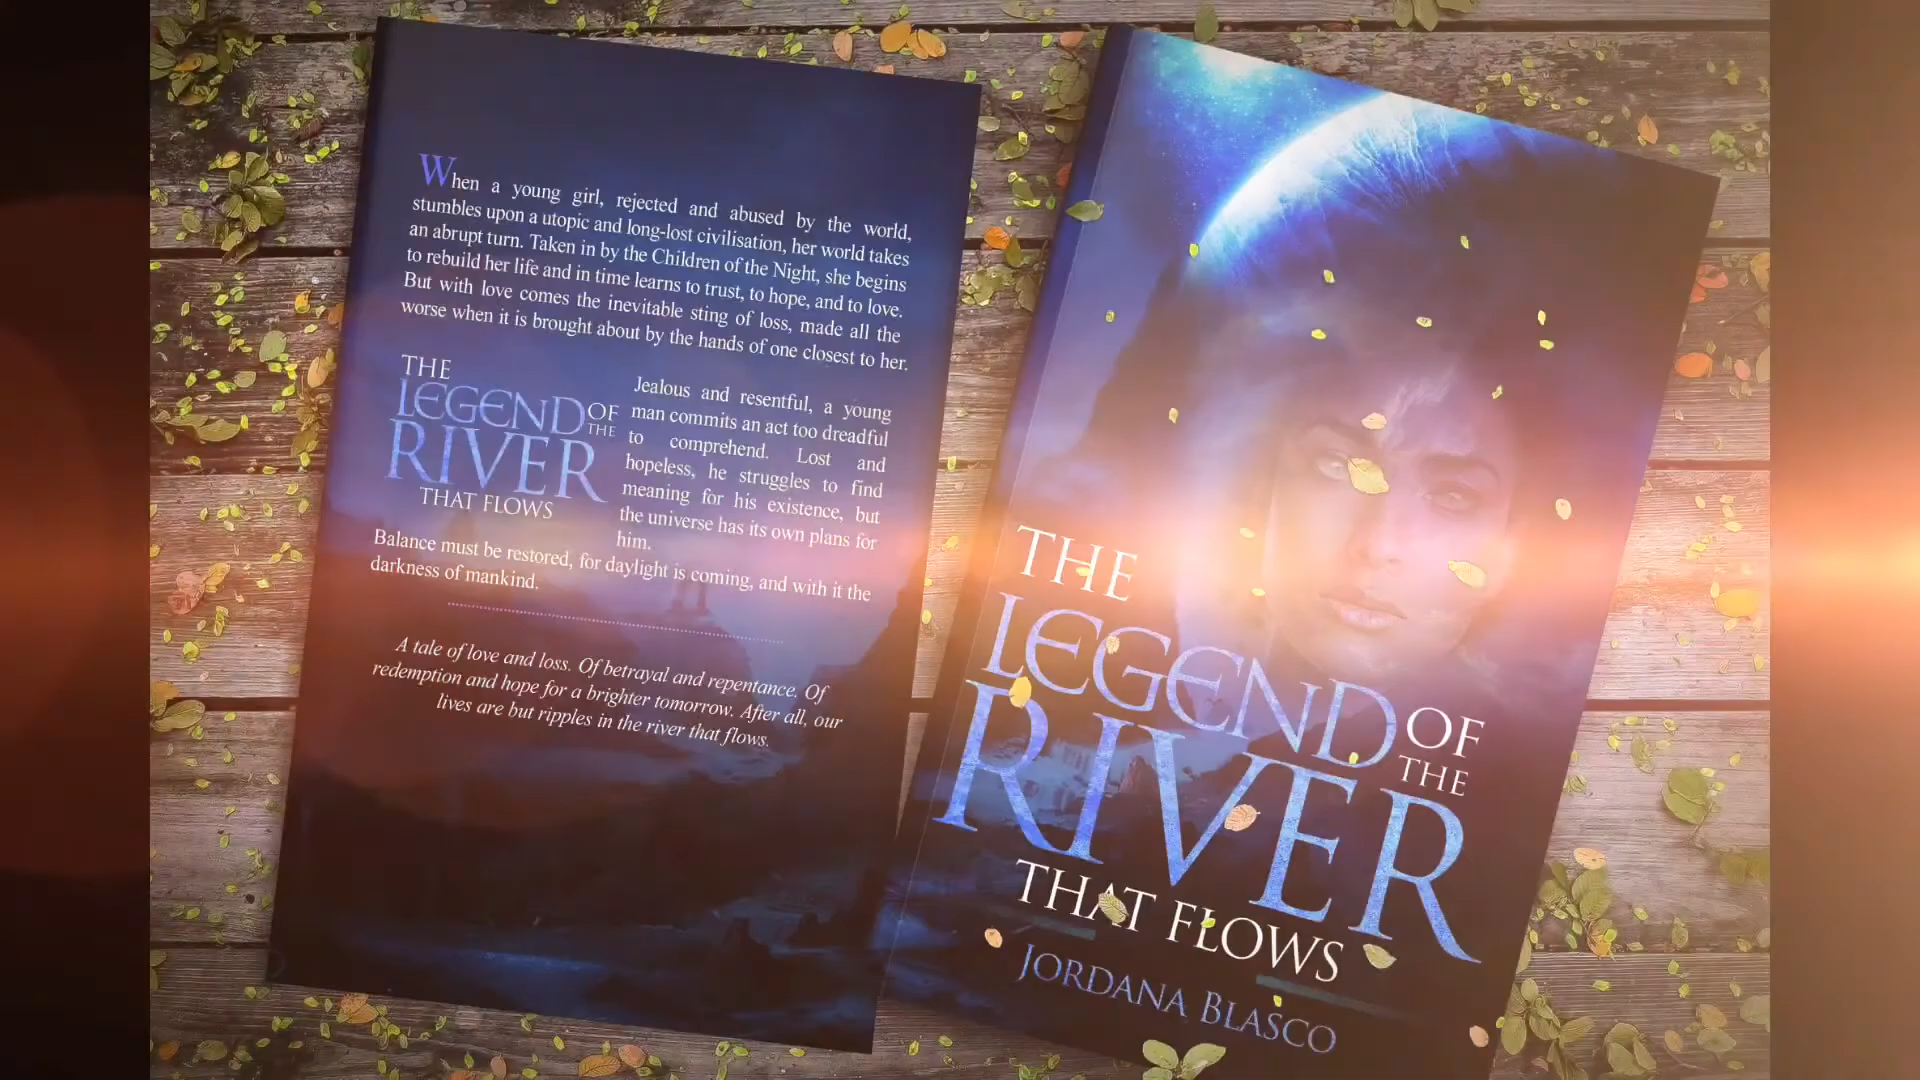 When a young girl, rejected and abused by the world,
stumbles upon a utopic and long-lost civilisation, her world takes
an abrupt turn. Taken in by the Children of the Night, she begins
to rebuild her life and in time learns to trust, to hope, and to love.
But with love comes the inevitable sting of loss, made all the
worse when it is brought about by the hands of one closest to her.
THE
LEGEND OF
THE
RIVER
THAT FLOWS
Jealous and resentful, a young
man commits an act too dreadful
to comprehend. Lost and
hopeless, he struggles to find
meaning for his existence, but
the universe has its own plans for
him.
Balance must be restored, for daylight is coming, and with it the
darkness of mankind.
A tale of love and loss. Of betrayal and repentance. Of
redemption and hope for a brighter tomorrow. After all, our
lives are but ripples in the river that flows.
THE
LEGEND OF
THE
RIVER
THAT FLOWS
JORDANA BLASCO